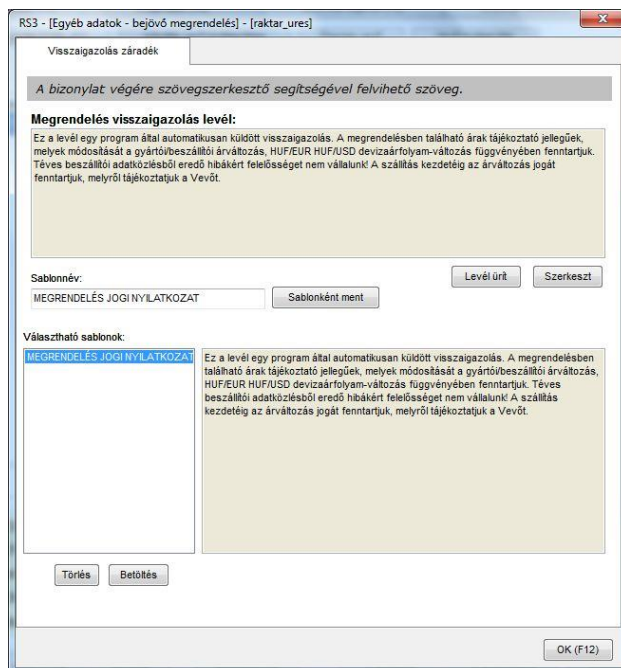 RS3 - [Egyéb adatok - bejövő megrendelés] - [raktar_ures]
Visszaigazolás záradék
A bizonylat végére szövegszerkesztő segítségével felvihető szöveg.
Megrendelés visszaigazolás levél:
Ez a levél egy program által automatikusan küldött visszaigazolás. A megrendelésben található árak tájékoztató jellegűek,
melyek módosítását a gyártói/beszállítói árváltozás, HUF/EUR HUF/USD devizaárfolyam-változás függvényében fenntartjuk.
Téves beszállítói adatközlésből eredő hibákért felelősséget nem vállalunk! A szállítás kezdetéig az árváltozás jogát
fenntartjuk, melyről tájékoztatjuk a Vevőt.
Levél ürít
Szerkeszt
Sablonnév:
MEGRENDELÉS JOGI NYILATKOZAT
Sablonként ment
Választható sablonok:
MEGRENDELÉS JOGI NYILATKOZAT
Ez a levél egy program által automatikusan küldött visszaigazolás. A megrendelésben
található árak tájékoztató jellegűek, melyek módosítását a gyártói/beszállítói árváltozás,
HUF/EUR HUF/USD devizaárfolyam-változás függvényében fenntartjuk. Téves
beszállítói adatközlésből eredő hibákért felelősséget nem vállalunk! A szállítás
kezdetéig az árváltozás jogát fenntartjuk, melyről tájékoztatjuk a Vevőt.
Törlés
Betöltés
OK (F12)